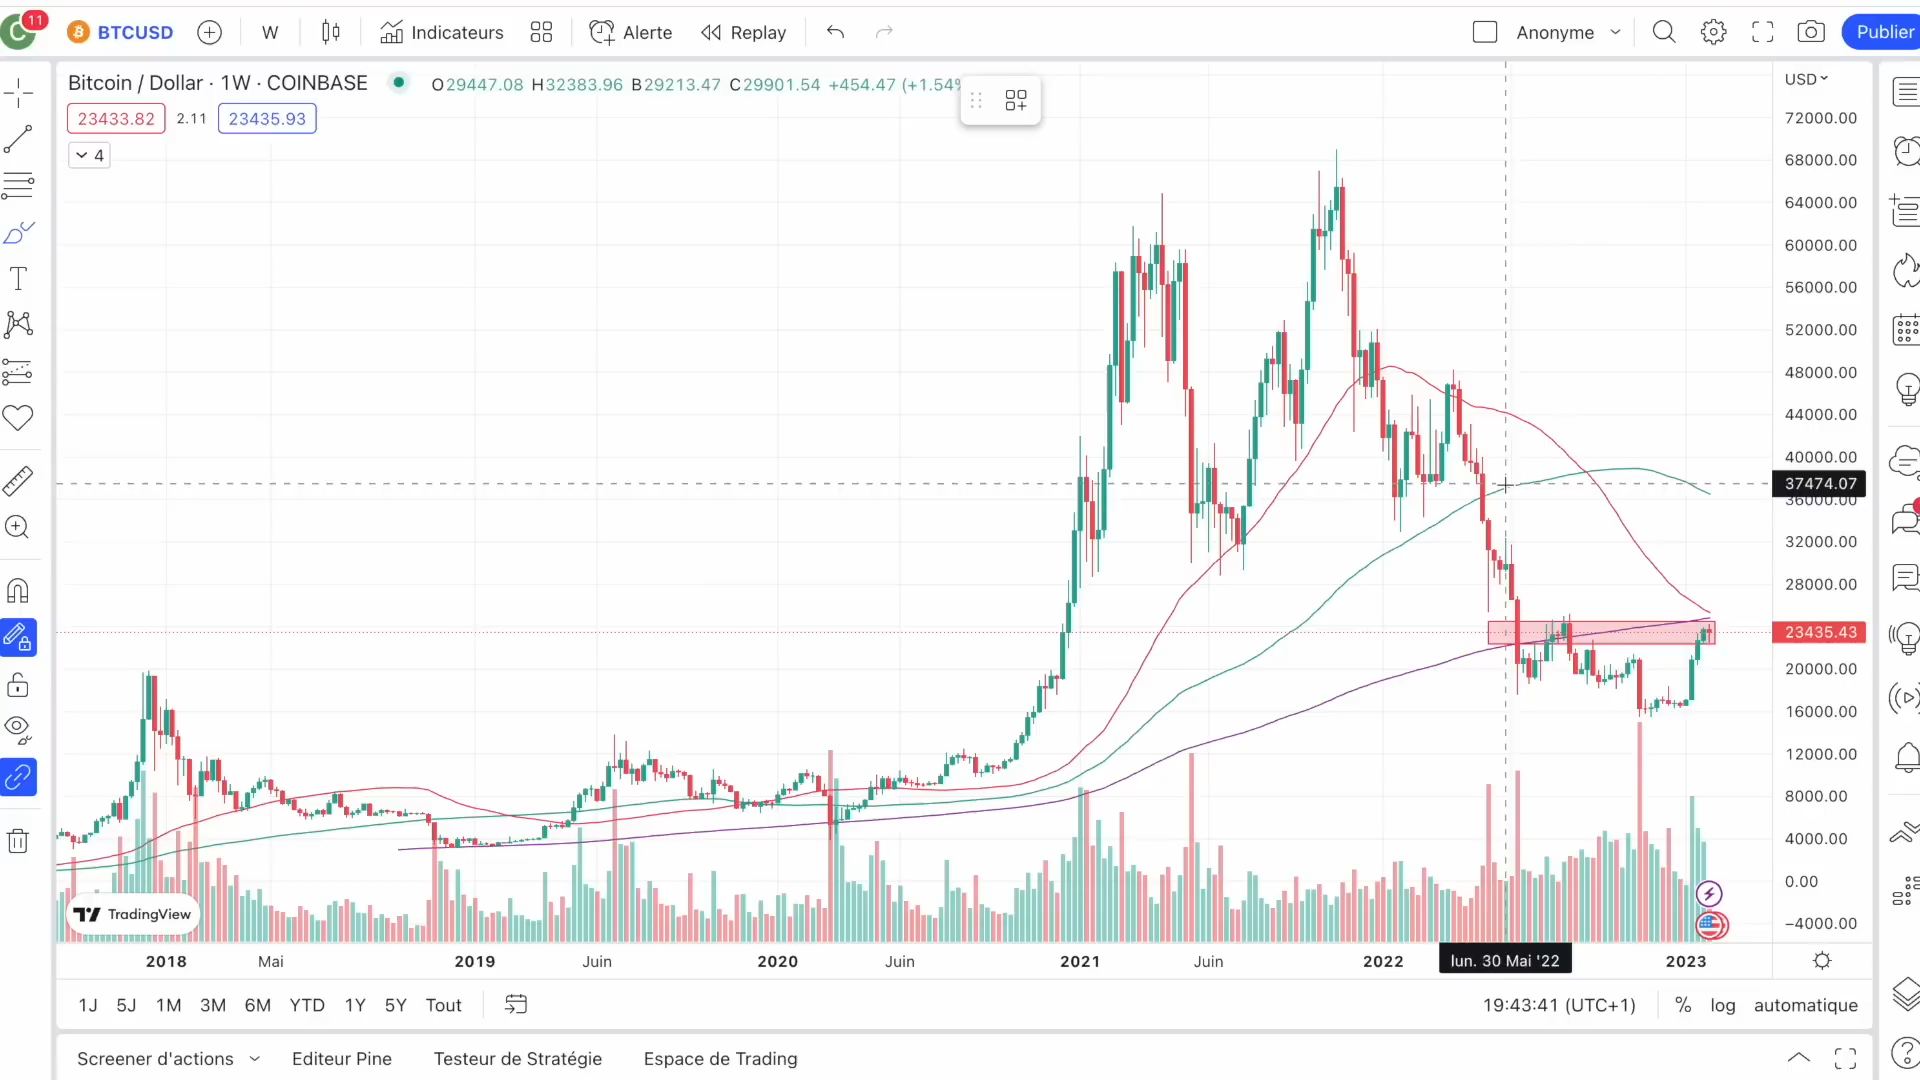 C 11 BTCUSD W Indicateurs Alerte Replay Anonyme Publier
Bitcoin / Dollar · 1W · COINBASE O29447.08 H32383.96 B29213.47 C29901.54 +454.47 (+1.54%
USD
23433.82 2.11 23435.93
4
72000.00
68000.00
64000.00
60000.00
56000.00
52000.00
48000.00
44000.00
40000.00
37474.07
36000.00
32000.00
28000.00
23435.43
20000.00
16000.00
12000.00
8000.00
4000.00
0.00
−4000.00
TradingView
2018 Mai 2019 Juin 2020 Juin 2021 Juin 2022 lun. 30 Mai '22 2023
1J 5J 1M 3M 6M YTD 1Y 5Y Tout 19:43:41 (UTC+1) % log automatique
Screener d'actions Editeur Pine Testeur de Stratégie Espace de Trading